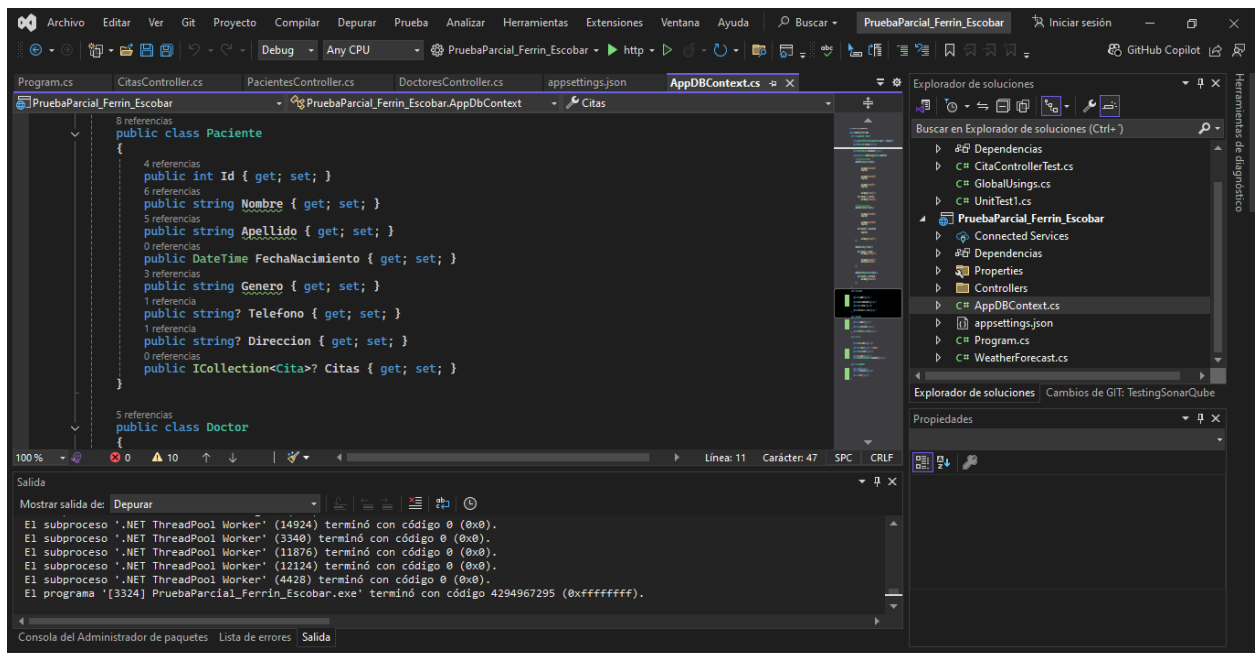 Archivo Editar Ver Git Proyecto Compilar Depurar Prueba Analizar Herramientas Extensiones Ventana Ayuda Buscar PruebaParcial_Ferrin_Escobar Iniciar sesión
Debug Any CPU PruebaParcial_Ferrin_Escobar http GitHub Copilot
Program.cs CitasController.cs PacientesController.cs DoctoresController.cs appsettings.json AppDBContext.cs
PruebaParcial_Ferrin_Escobar PruebaParcial_Ferrin_Escobar.AppDbContext Citas
8 referencias
public class Paciente
{
4 referencias
public int Id { get; set; }
6 referencias
public string Nombre { get; set; }
5 referencias
public string Apellido { get; set; }
0 referencias
public DateTime FechaNacimiento { get; set; }
3 referencias
public string Genero { get; set; }
1 referencia
public string? Telefono { get; set; }
1 referencia
public string? Direccion { get; set; }
0 referencias
public ICollection<Cita>? Citas { get; set; }
}
5 referencias
public class Doctor
{
100 % 0 10 Línea: 11 Carácter: 47 SPC CRLF
Salida
Mostrar salida de: Depurar
El subproceso '.NET ThreadPool Worker' (14924) terminó con código 0 (0x0).
El subproceso '.NET ThreadPool Worker' (3340) terminó con código 0 (0x0).
El subproceso '.NET ThreadPool Worker' (11876) terminó con código 0 (0x0).
El subproceso '.NET ThreadPool Worker' (12124) terminó con código 0 (0x0).
El subproceso '.NET ThreadPool Worker' (4428) terminó con código 0 (0x0).
El programa '[3324] PruebaParcial_Ferrin_Escobar.exe' terminó con código 4294967295 (0xffffffff).
Consola del Administrador de paquetes Lista de errores Salida
Explorador de soluciones
Buscar en Explorador de soluciones (Ctrl+´)
Dependencias
C# CitaControllerTest.cs
C# GlobalUsings.cs
C# UnitTest1.cs
PruebaParcial_Ferrin_Escobar
Connected Services
Dependencias
Properties
Controllers
C# AppDBContext.cs
appsettings.json
C# Program.cs
C# WeatherForecast.cs
Explorador de soluciones Cambios de GIT: TestingSonarQube
Propiedades
Herramientas de diagnóstico